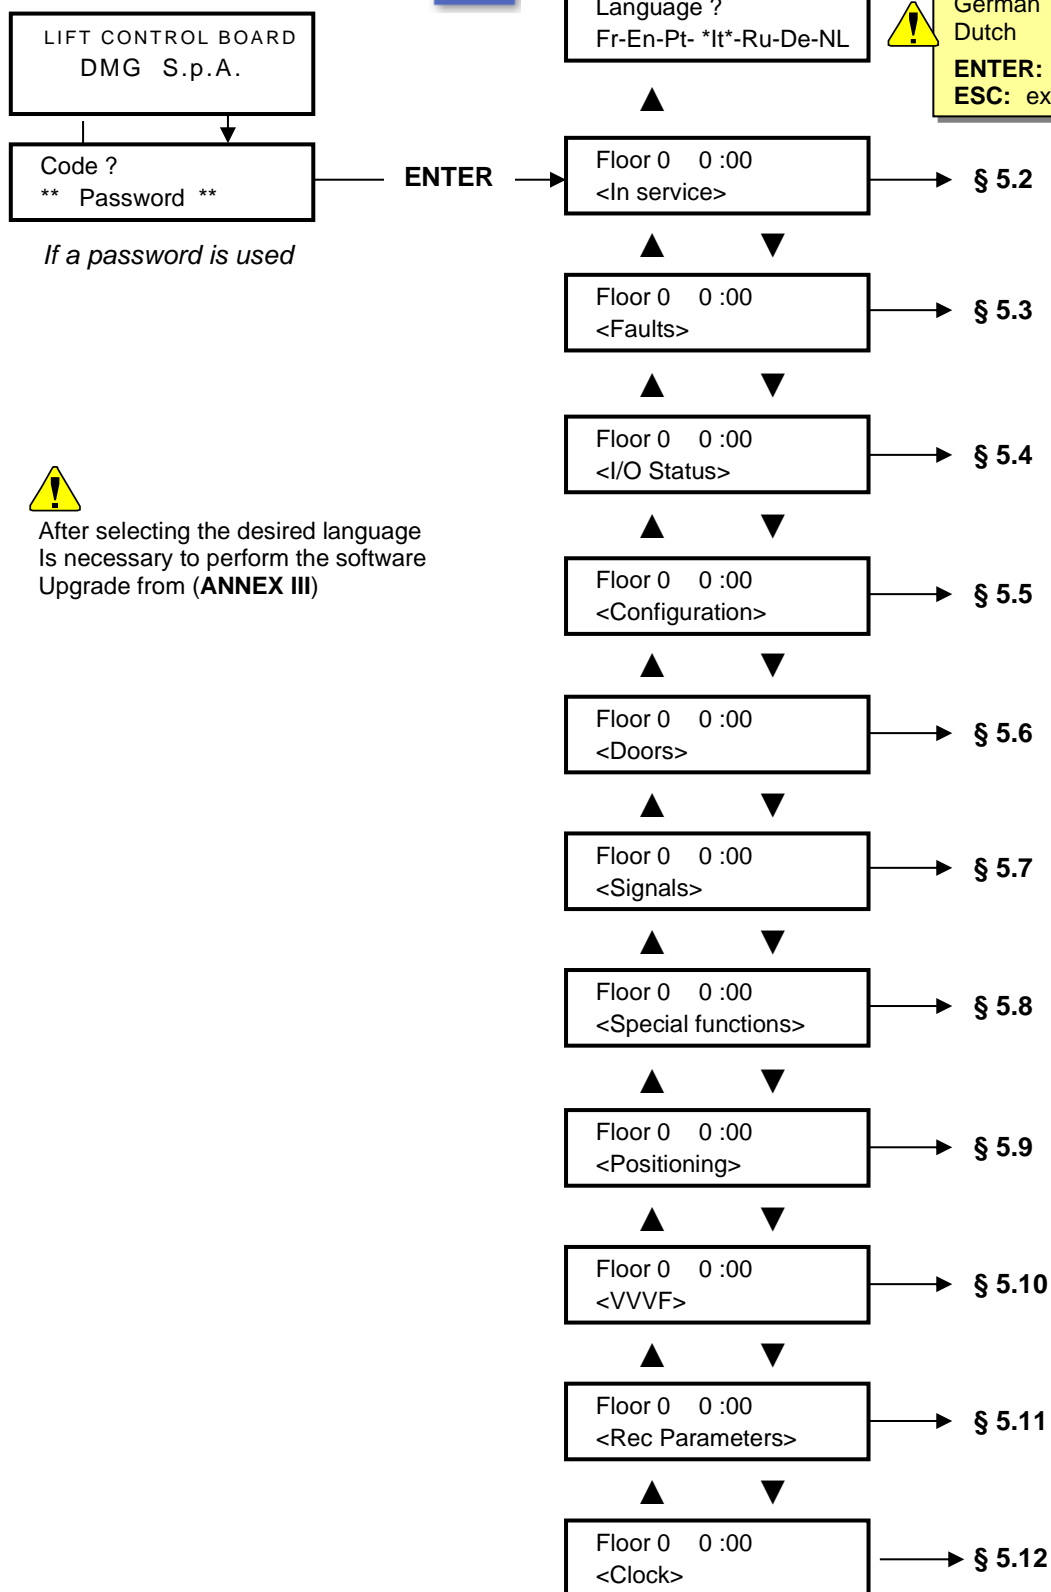 LIFT CONTROL BOARD
DMG S.p.A.
Code ?
** Password **
If a password is used
ENTER
Language ?
Fr-En-Pt- *It*-Ru-De-NL
German
Dutch
ENTER:
ESC: ex
Floor 0 0 :00
<In service>
§ 5.2
Floor 0 0 :00
<Faults>
§ 5.3
Floor 0 0 :00
<I/O Status>
§ 5.4
After selecting the desired language
Is necessary to perform the software
Upgrade from (ANNEX III)
Floor 0 0 :00
<Configuration>
§ 5.5
Floor 0 0 :00
<Doors>
§ 5.6
Floor 0 0 :00
<Signals>
§ 5.7
Floor 0 0 :00
<Special functions>
§ 5.8
Floor 0 0 :00
<Positioning>
§ 5.9
Floor 0 0 :00
<VVVF>
§ 5.10
Floor 0 0 :00
<Rec Parameters>
§ 5.11
Floor 0 0 :00
<Clock>
§ 5.12